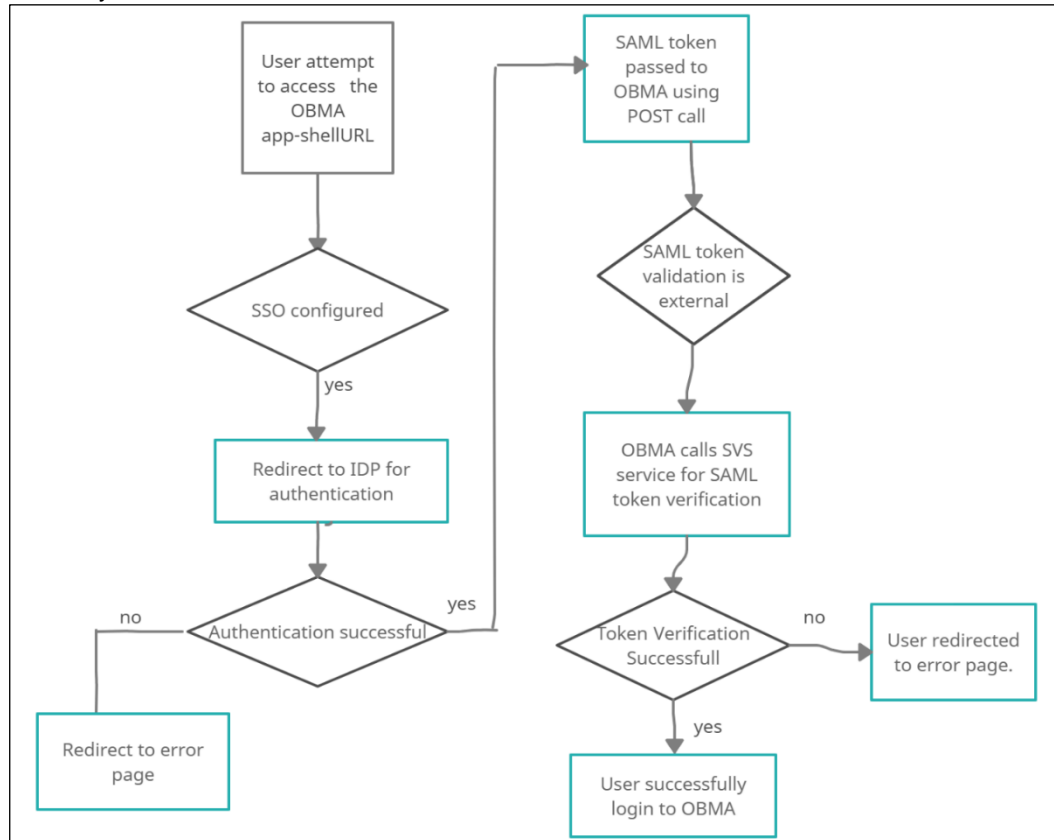 User attempt
to access the
OBMA
app-shellURL
SSO configured
yes
Redirect to IDP for
authentication
Authentication successful
no
yes
Redirect to error
page
SAML token
passed to
OBMA using
POST call
SAML token
validation is
external
OBMA calls SVS
service for SAML
token verification
Token Verification
Successfull
no
User redirected
to error page.
yes
User successfully
login to OBMA